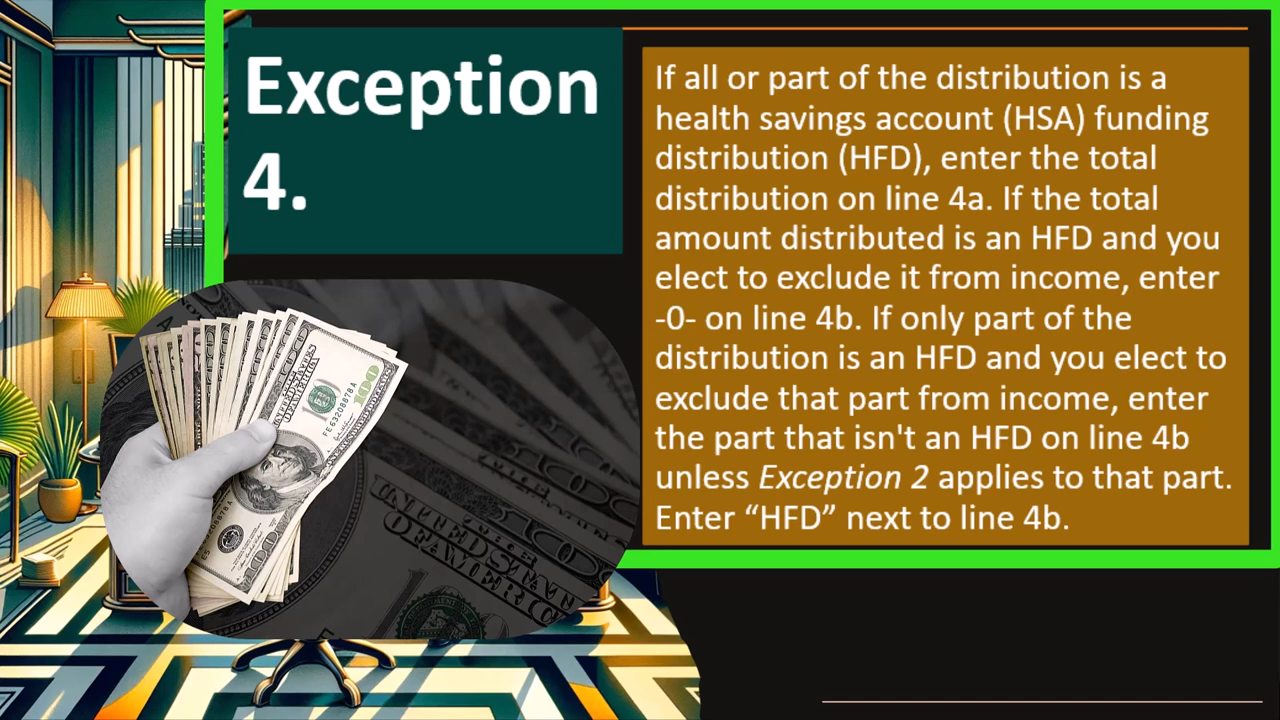 Exception
4.
If all or part of the distribution is a
health savings account (HSA) funding
distribution (HFD), enter the total
distribution on line 4a. If the total
amount distributed is an HFD and you
elect to exclude it from income, enter
-0- on line 4b. If only part of the
distribution is an HFD and you elect to
exclude that part from income, enter
the part that isn't an HFD on line 4b
unless Exception 2 applies to that part.
Enter “HFD” next to line 4b.
100